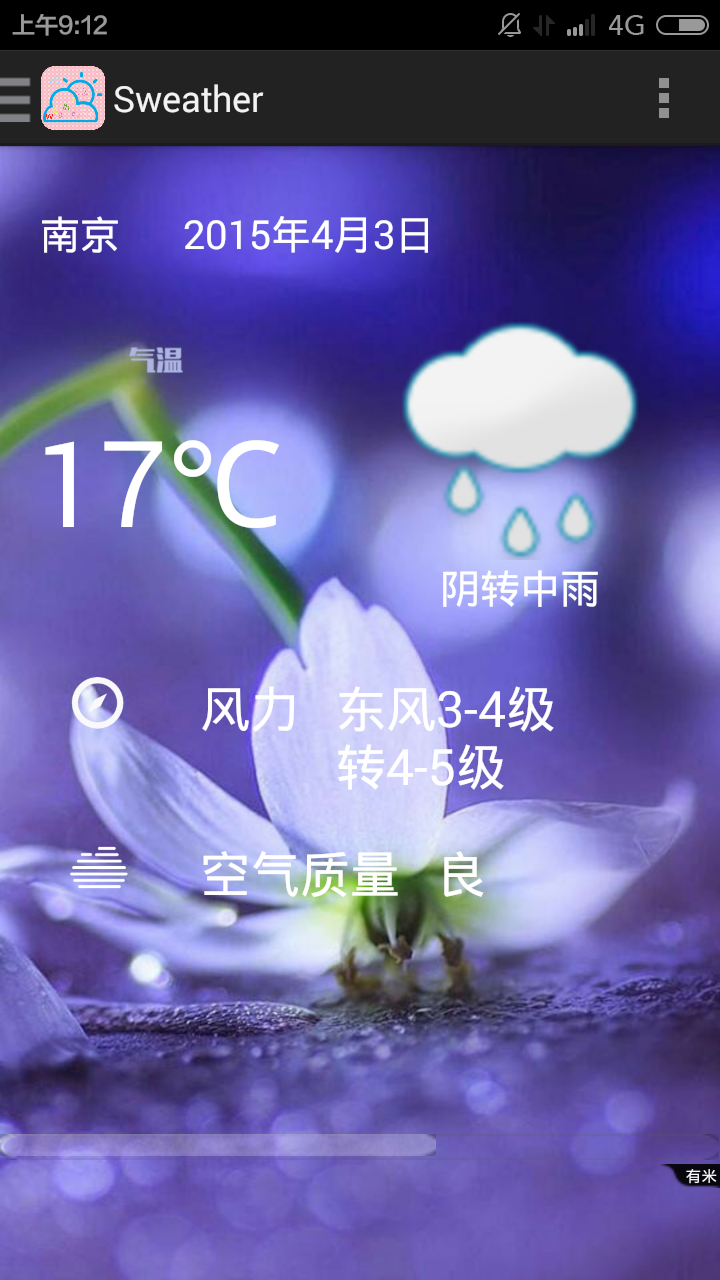 上午9:12
4G
Sweather
南京 2015年4月3日
气温
17℃
阴转中雨
风力 东风3-4级
转4-5级
空气质量 良
有米